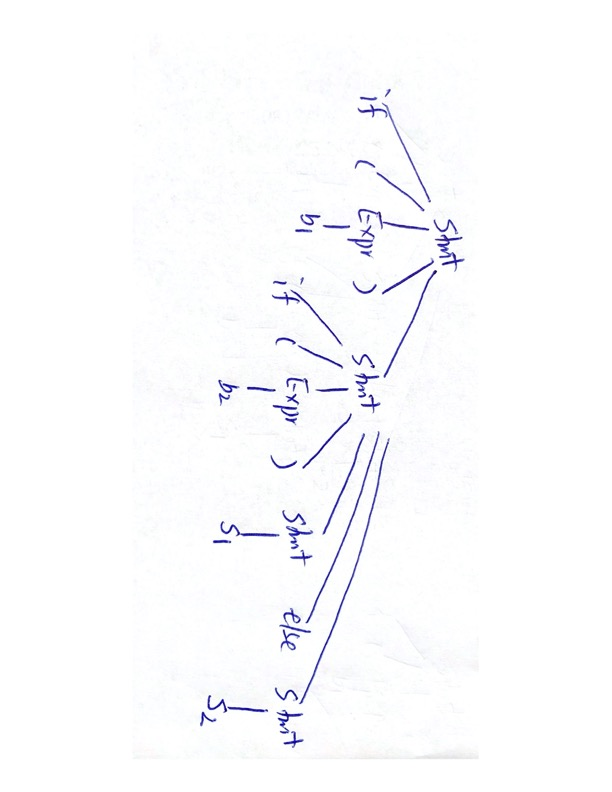 Stmt
if ( Expr ) Stmt
b1 if ( Expr ) Stmt else Stmt
b2 S1 S2